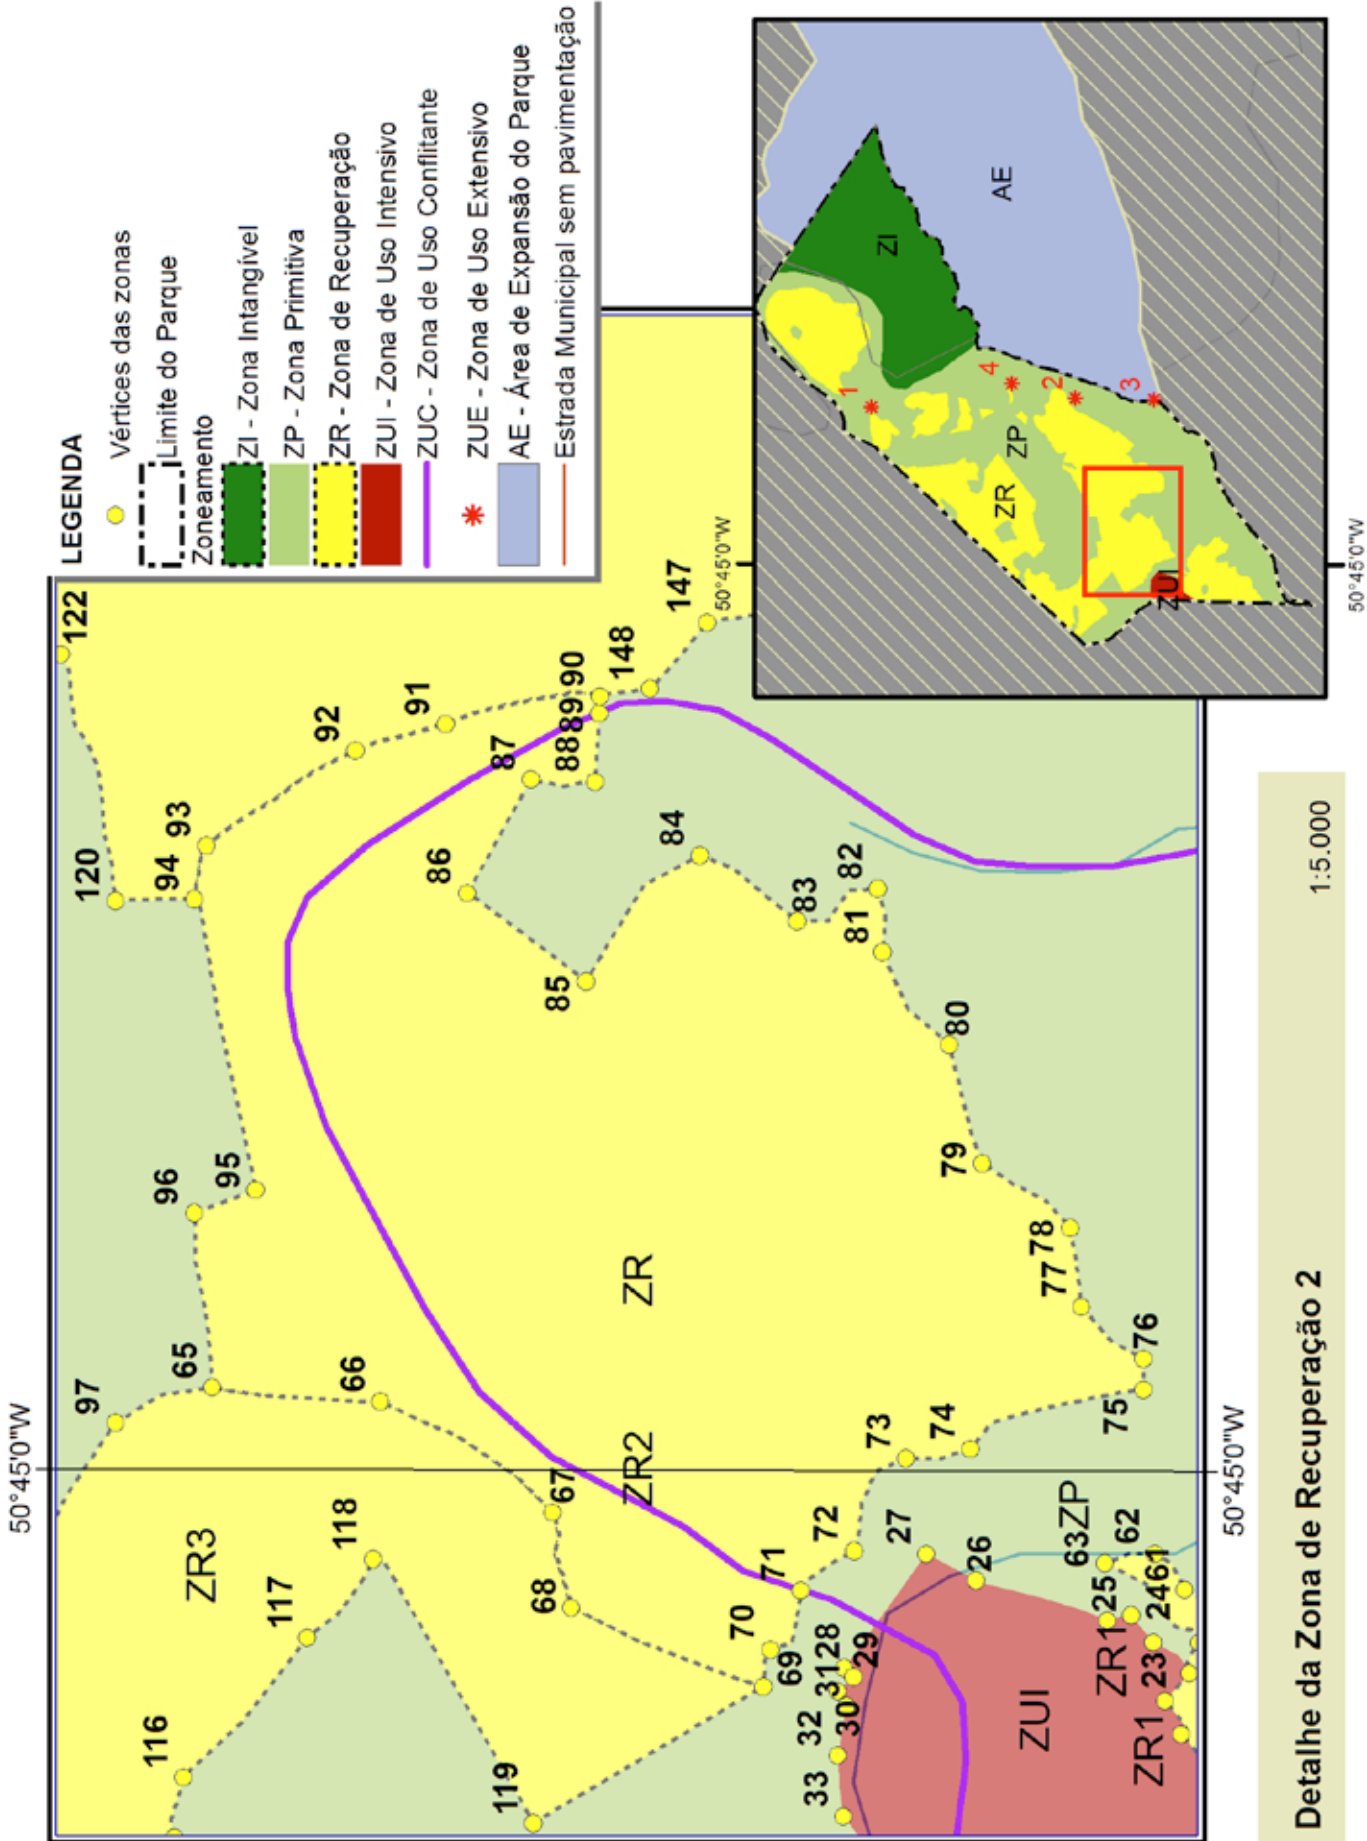 LEGENDA
Vértices das zonas
Limite do Parque
Zoneamento
ZI - Zona Intangível
ZP - Zona Primitiva
ZR - Zona de Recuperação
ZUI - Zona de Uso Intensivo
ZUC - Zona de Uso Conflitante
ZUE - Zona de Uso Extensivo
AE - Área de Expansão do Parque
Estrada Municipal sem pavimentação
50°45'0"W
97
65
96
95
120
94
93
122
92
91
66
118
117
116
ZR3
119
67
68
ZR2
ZR
85
86
87
88
89
90
148
147
84
83
82
81
80
79
78
77
76
75
74
73
72
71
70
69
27
26
28
29
31
30
32
33
ZUI
63
ZP
62
61
24
25
ZR1
23
ZR1
50°45'0"W
50°45'0"W
1
4
2
3
ZI
AE
ZP
ZR
ZUI
50°45'0"W
Detalhe da Zona de Recuperação 2
1:5.000